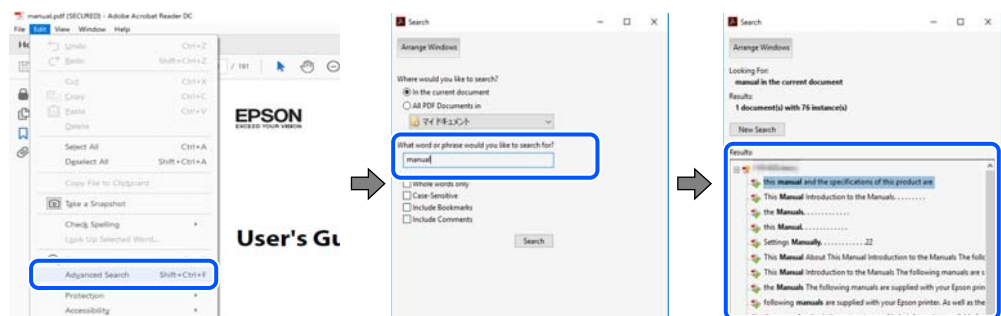 manual.pdf (SECURED) - Adobe Acrobat Reader DC
File Edit View Window Help
Undo Ctrl+Z
Redo Shift+Ctrl+Z
Cut Ctrl+X
Copy Ctrl+C
Paste Ctrl+V
Delete
Select All Ctrl+A
Deselect All Shift+Ctrl+A
Copy File to Clipboard
Take a Snapshot
Check Spelling
Look Up Selected Word...
Advanced Search Shift+Ctrl+F
Protection
Accessibility
/ 191
EPSON
EXCEED YOUR VISION
User's Gu
Search
Arrange Windows
Where would you like to search?
In the current document
All PDF Documents in
マイ ドキュメント
What word or phrase would you like to search for?
manual
Whole words only
Case-Sensitive
Include Bookmarks
Include Comments
Search
Search
Arrange Windows
Looking For:
manual in the current document
Results:
1 document(s) with 76 instance(s)
New Search
Results:
this manual and the specifications of this product are
This Manual Introduction to the Manuals. . . . . . . . .
the Manuals. . . . . . . . . . . . .
this Manual. . . . . . . . . . . . .
Settings Manually. . . . . . . . . . . . .22
This Manual About This Manual Introduction to the Manuals The follo
This Manual Introduction to the Manuals The following manuals are s
the Manuals The following manuals are supplied with your Epson prin
following manuals are supplied with your Epson printer. As well as the